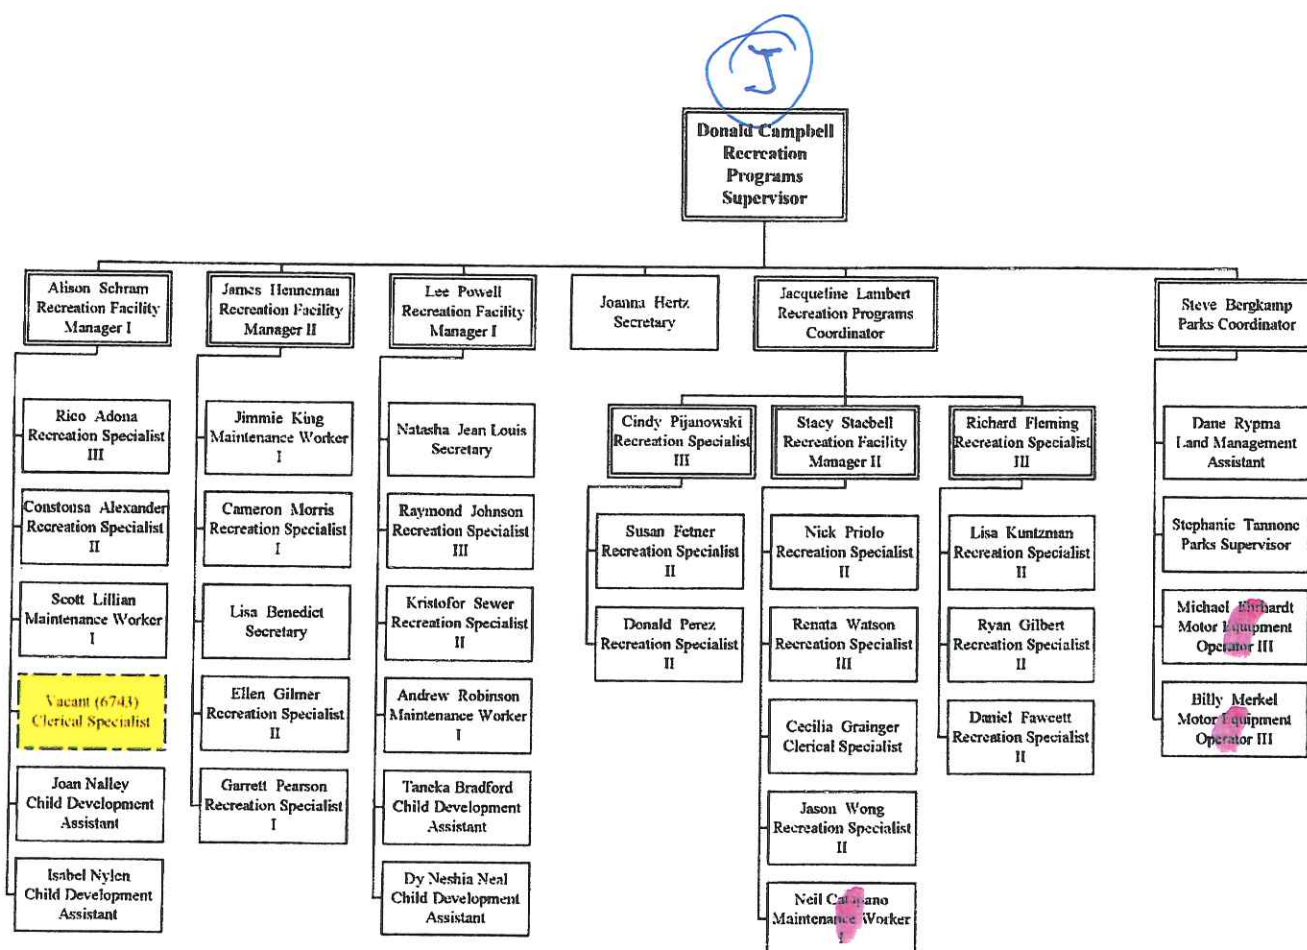 J
Donald Campbell
Recreation
Programs
Supervisor
Alison Schram
Recreation Facility
Manager I
James Henneman
Recreation Facility
Manager II
Lee Powell
Recreation Facility
Manager I
Joanna Hertz
Secretary
Jacqueline Lambert
Recreation Programs
Coordinator
Steve Bergkamp
Parks Coordinator
Rico Adona
Recreation Specialist
III
Constonsa Alexander
Recreation Specialist
II
Scott Lillian
Maintenance Worker
I
Vacant (6743)
Clerical Specialist
Joan Nalley
Child Development
Assistant
Isabel Nylen
Child Development
Assistant
Jimmie King
Maintenance Worker
I
Cameron Morris
Recreation Specialist
I
Lisa Benedict
Secretary
Ellen Gilmer
Recreation Specialist
II
Garrett Pearson
Recreation Specialist
I
Natasha Jean Louis
Secretary
Raymond Johnson
Recreation Specialist
III
Kristofor Sewer
Recreation Specialist
II
Andrew Robinson
Maintenance Worker
I
Taneka Bradford
Child Development
Assistant
Dy Neshia Neal
Child Development
Assistant
Cindy Pijanowski
Recreation Specialist
III
Susan Fetner
Recreation Specialist
II
Donald Perez
Recreation Specialist
II
Stacy Staebell
Recreation Facility
Manager II
Nick Priolo
Recreation Specialist
II
Renata Watson
Recreation Specialist
III
Cecilia Grainger
Clerical Specialist
Jason Wong
Recreation Specialist
II
Neil Catapano
Maintenance Worker
I
Richard Fleming
Recreation Specialist
III
Lisa Kuntzman
Recreation Specialist
II
Ryan Gilbert
Recreation Specialist
II
Daniel Fawcett
Recreation Specialist
II
Dane Rypma
Land Management
Assistant
Stephanie Tannone
Parks Supervisor
Michael Ehrhardt
Motor Equipment
Operator III
Billy Merkel
Motor Equipment
Operator III